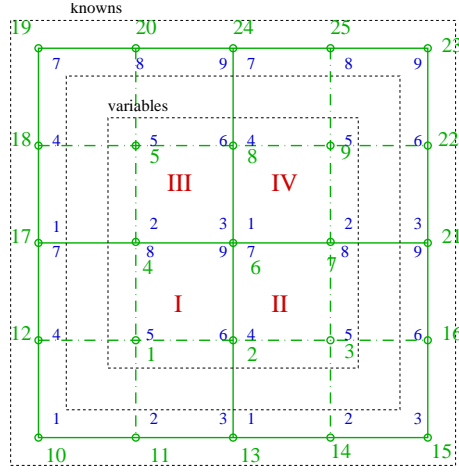 knowns
19 20 24 25 23
7 8 9 7 8 9
variables
18 4 5 6 4 5 6 22
5 8 9
III IV
1 2 3 1 2 3
17 21
7 8 9 7 8 9
4 6 7
I II
12 4 5 6 4 5 6 16
1 2 3
1 2 3 1 2 3
10 11 13 14 15